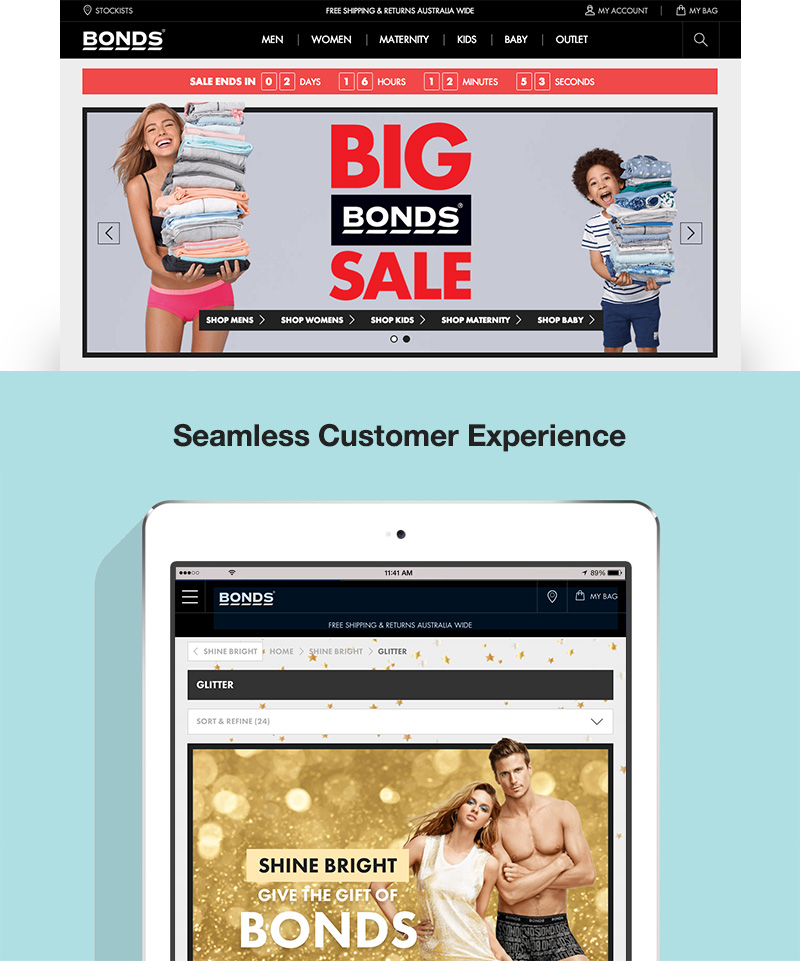 STOCKISTS
FREE SHIPPING & RETURNS AUSTRALIA WIDE
MY ACCOUNT
MY BAG
BONDS®
MEN
WOMEN
MATERNITY
KIDS
BABY
OUTLET
SALE ENDS IN 0 2 DAYS 1 6 HOURS 1 2 MINUTES 5 3 SECONDS
BIG
BONDS®
SALE
SHOP MENS
SHOP WOMENS
SHOP KIDS
SHOP MATERNITY
SHOP BABY
Seamless Customer Experience
11:41 AM
89%
BONDS
MY BAG
FREE SHIPPING & RETURNS AUSTRALIA WIDE
SHINE BRIGHT
HOME
SHINE BRIGHT
GLITTER
GLITTER
SORT & REFINE (24)
SHINE BRIGHT
GIVE THE GIFT OF
BONDS
BONDS
BONDS